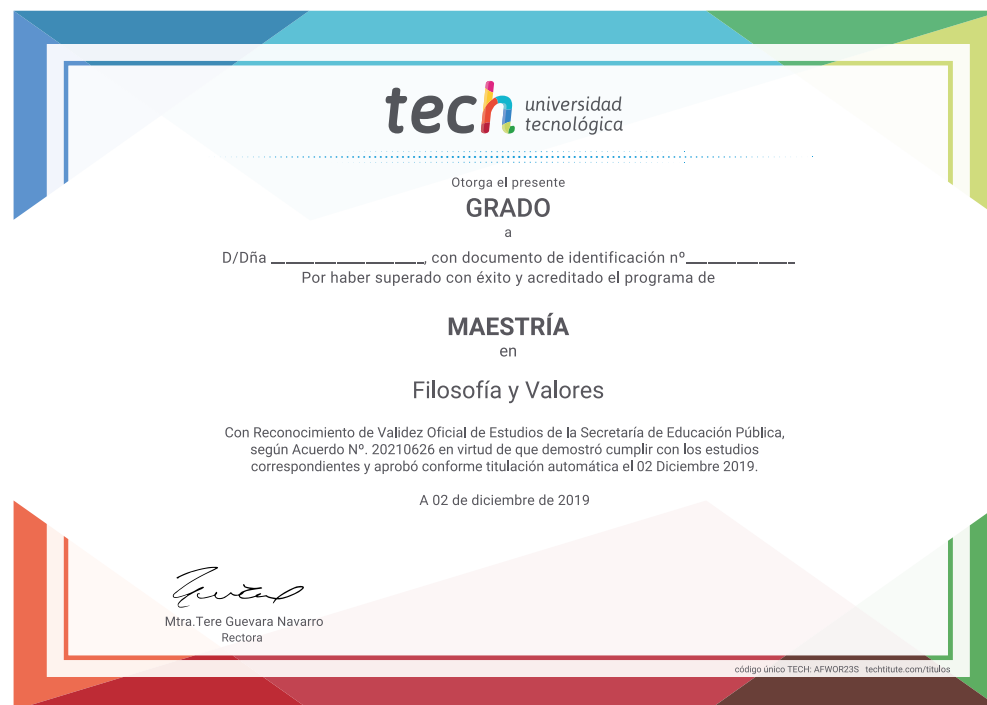 tech universidad
tecnológica
Otorga el presente
GRADO
a
D/Dña ____________________, con documento de identificación nº______________
Por haber superado con éxito y acreditado el programa de
MAESTRÍA
en
Filosofía y Valores
Con Reconocimiento de Validez Oficial de Estudios de la Secretaría de Educación Pública,
según Acuerdo Nº. 20210626 en virtud de que demostró cumplir con los estudios
correspondientes y aprobó conforme titulación automática el 02 Diciembre 2019.
A 02 de diciembre de 2019
Mtra.Tere Guevara Navarro
Rectora
código único TECH: AFWOR23S techtitute.com/titulos